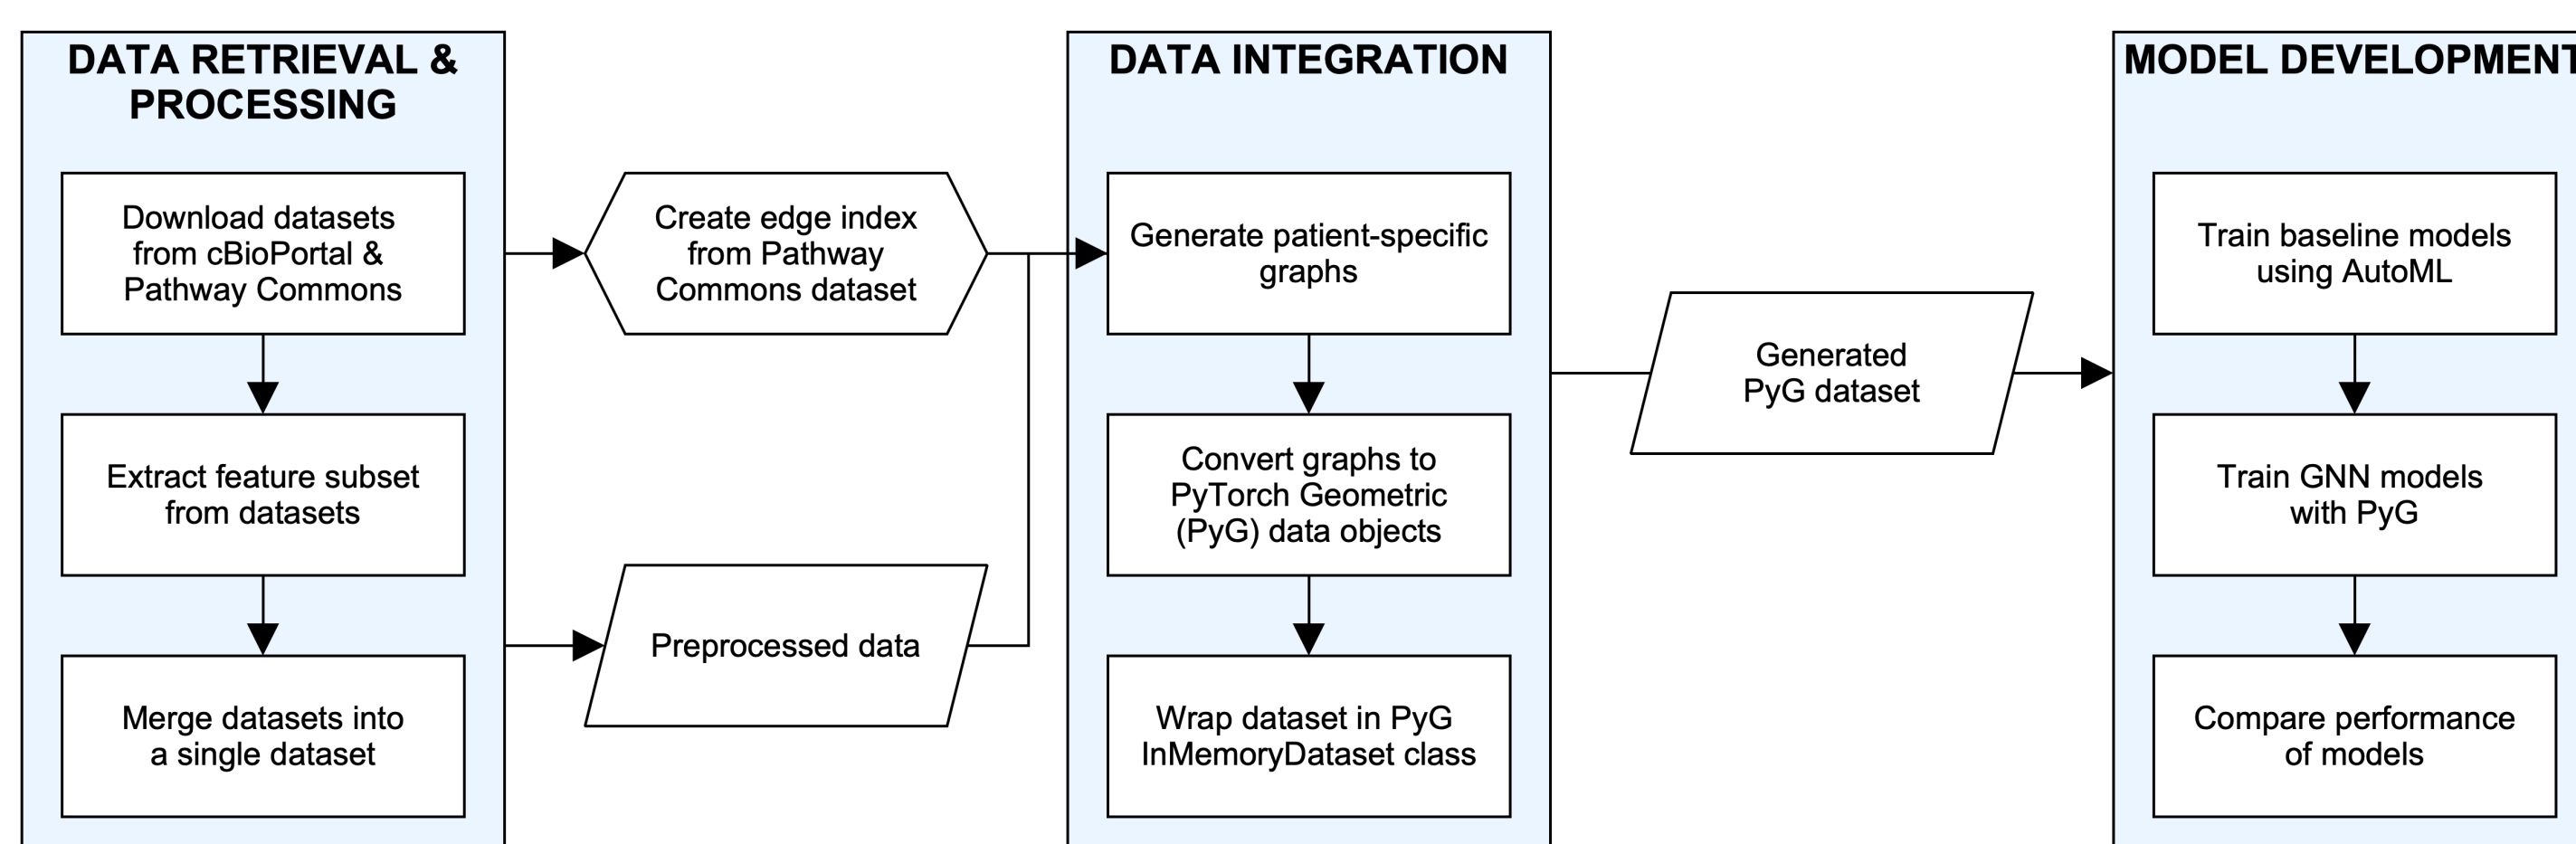 DATA RETRIEVAL &
PROCESSING
Download datasets
from cBioPortal &
Pathway Commons
Extract feature subset
from datasets
Merge datasets into
a single dataset
Create edge index
from Pathway
Commons dataset
Preprocessed data
DATA INTEGRATION
Generate patient-specific
graphs
Convert graphs to
PyTorch Geometric
(PyG) data objects
Wrap dataset in PyG
InMemoryDataset class
Generated
PyG dataset
MODEL DEVELOPMENT
Train baseline models
using AutoML
Train GNN models
with PyG
Compare performance
of models